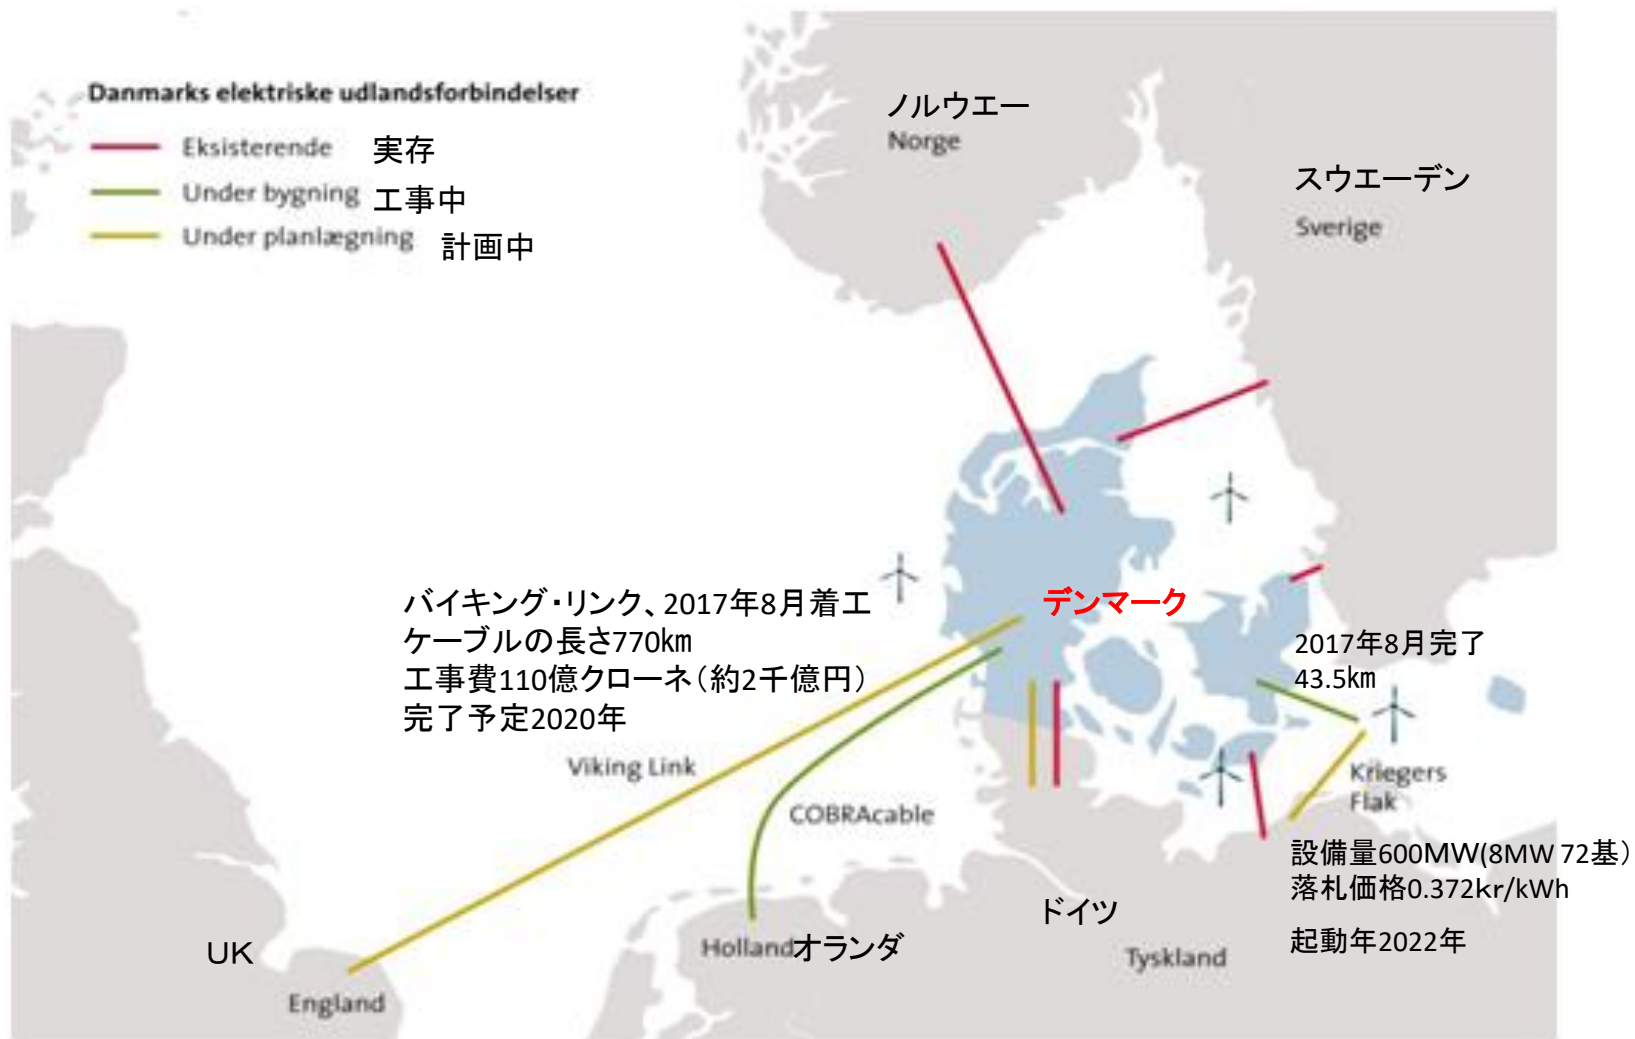 Danmarks elektriske udlandsforbindelser
Eksisterende 実存
Under bygning 工事中
Under planlægning 計画中
ノルウエー
Norge
スウエーデン
Sverige
デンマーク
バイキング・リンク、2017年8月着工
ケーブルの長さ770㎞
工事費110億クローネ（約2千億円）
完了予定2020年
2017年8月完了
43.5㎞
Viking Link
COBRAcable
Kriegers
Flak
設備量600MW(8MW 72基）
落札価格0.372kr/kWh
起動年2022年
ドイツ
Tyskland
Holland オランダ
UK
England